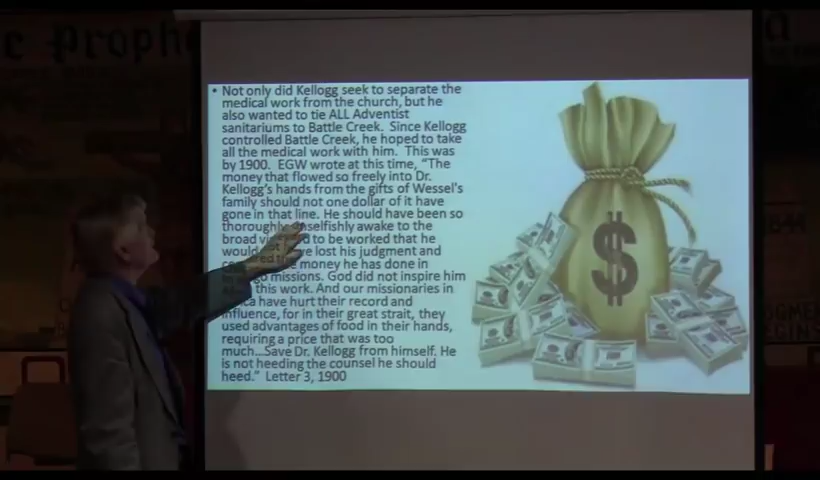 e Prophe
a
• Not only did Kellogg seek to separate the
medical work from the church, but he
also wanted to tie ALL Adventist
sanitariums to Battle Creek. Since Kellogg
controlled Battle Creek, he hoped to take
all the medical work with him. This was
by 1900. EGW wrote at this time, “The
money that flowed so freely into Dr.
Kellogg's hands from the gifts of Wessel's
family should not one dollar of it have
gone in that line. He should have been so
thoroughly unselfishly awake to the
broad to be worked that he
would lost his judgment and
the money he has done in
missions. God did not inspire him
this work. And our missionaries in
have hurt their record and
influence, for in their great strait, they
used advantages of food in their hands,
requiring a price that was too
much...Save Dr. Kellogg from himself. He
is not heeding the counsel he should
heed.” Letter 3, 1900
$
1844